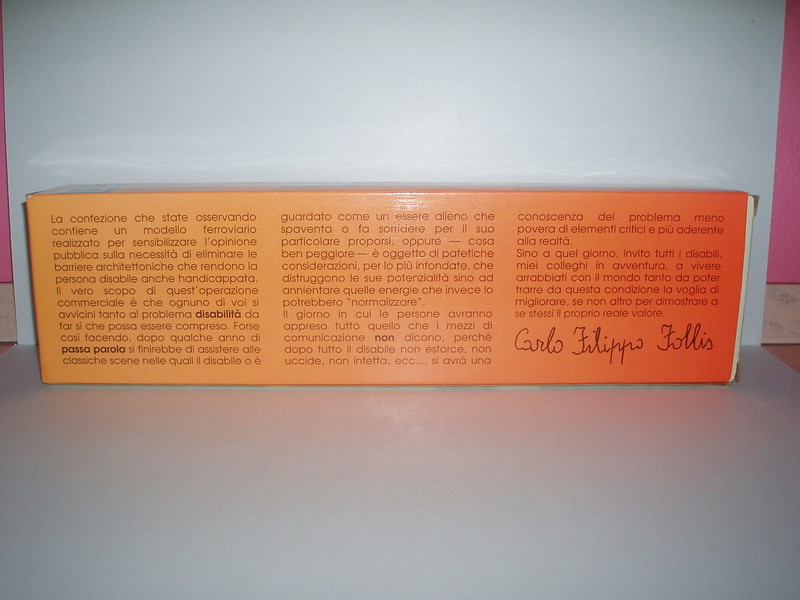 La confezione che state osservando
contiene un modello ferroviario
realizzato per sensibilizzare l'opinione
pubblica sulla necessità di eliminare le
barriere architettoniche che rendono la
persona disabile anche handicappata.
Il vero scopo di quest'operazione
commerciale è che ognuno di voi si
avvicini tanto al problema disabilità da
far sì che possa essere compreso. Forse
così facendo, dopo qualche anno di
passa parola si finirebbe di assistere alle
classiche scene nelle quali il disabile o è
guardato come un essere alieno che
spaventa o fa sorridere per il suo
particolare proporsi, oppure — cosa
ben peggiore — è oggetto di patetiche
considerazioni, per lo più infondate, che
distruggono le sue potenzialità sino ad
annientare quelle energie che invece lo
potrebbero "normalizzare".
Il giorno in cui le persone avranno
appreso tutto quello che i mezzi di
comunicazione non dicono, perché
dopo tutto il disabile non estorce, non
uccide, non infetta, ecc..., si avrà una
conoscenza del problema meno
povera di elementi critici e più aderente
alla realtà.
Sino a quel giorno, invito tutti i disabili,
miei colleghi in avventura, a vivere
arrabbiati con il mondo tanto da poter
trarre da questa condizione la voglia di
migliorare, se non altro per dimostrare a
se stessi il proprio reale valore.
Carlo Filippo Follis